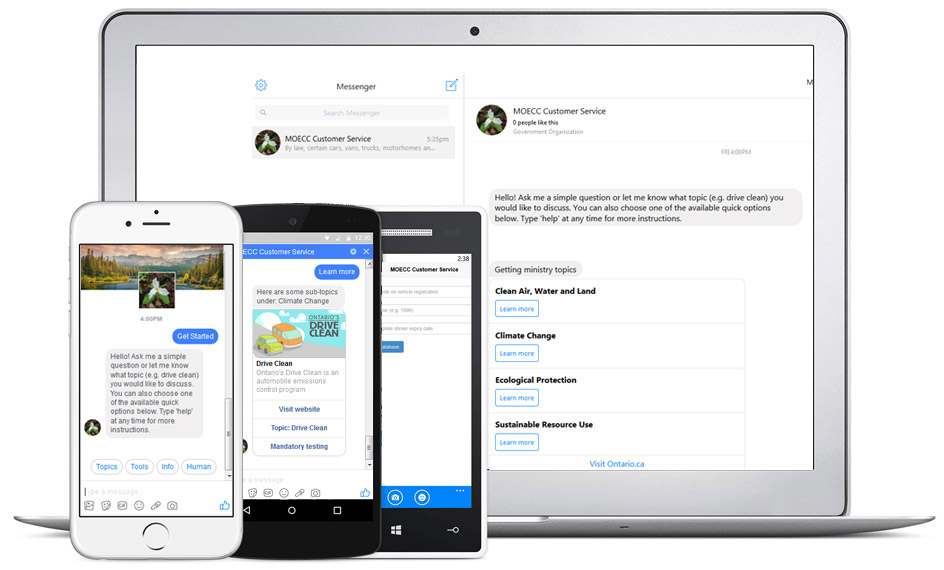 Messenger
Search Messenger
MOECC Customer Service
5:35pm
By law, certain cars, vans, trucks, motorhomes an...
M
MOECC Customer Service
0 people like this
Government Organization
FRI 4:00PM
Hello! Ask me a simple question or let me know what topic (e.g. drive clean) you
would like to discuss. You can also choose one of the available quick options
below. Type 'help' at any time for more instructions.
Getting ministry topics
Clean Air, Water and Land
Learn more
Climate Change
Learn more
Ecological Protection
Learn more
Sustainable Resource Use
Learn more
Visit Ontario.ca
4:00PM
Get Started
Hello! Ask me a simple
question or let me know
what topic (e.g. drive clean)
you would like to discuss.
You can also choose one
of the available quick
options below. Type 'help'
at any time for more
instructions.
Topics
Tools
Info
Human
Type a message...
12:30
ECC Customer Service
Learn more
Here are some sub-topics
under: Climate Change
ONTARIO'S
DRIVE
CLEAN
Drive Clean
Ontario's Drive Clean is an
automobile emissions
control program
Visit website
Topic: Drive Clean
Mandatory testing
a message...
2:38
MOECC Customer Service
on vehicle registration
(e.g. 1996)
sticker expiry date